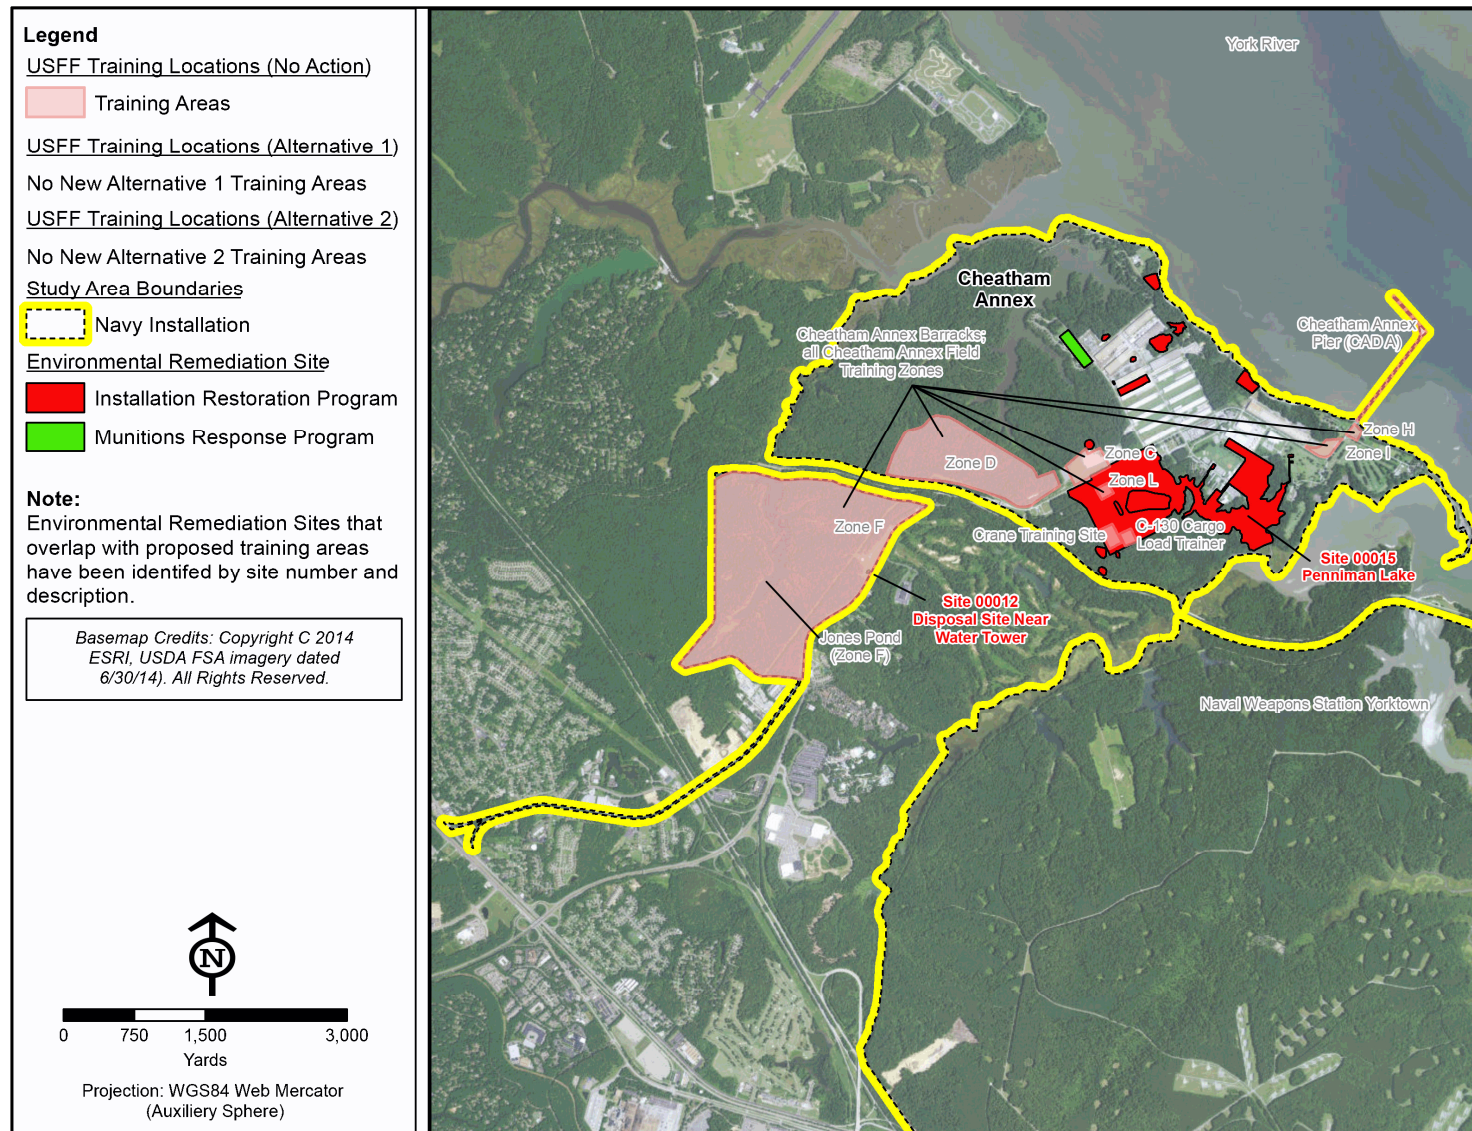 Legend
USFF Training Locations (No Action)
Training Areas
USFF Training Locations (Alternative 1)
No New Alternative 1 Training Areas
USFF Training Locations (Alternative 2)
No New Alternative 2 Training Areas
Study Area Boundaries
Navy Installation
Environmental Remediation Site
Installation Restoration Program
Munitions Response Program
Note:
Environmental Remediation Sites that
overlap with proposed training areas
have been identifed by site number and
description.
Basemap Credits: Copyright C 2014
ESRI, USDA FSA imagery dated
6/30/14). All Rights Reserved.
N
0 750 1,500 3,000
Yards
Projection: WGS84 Web Mercator
(Auxiliery Sphere)
York River
Cheatham
Annex
Cheatham Annex Barracks;
all Cheatham Annex Field
Training Zones
Cheatham Annex
Pier (CAD A)
Zone H
Zone I
Zone C
Zone D
Zone L
Zone F
Crane Training Site
C-130 Cargo
Load Trainer
Site 00015
Penniman Lake
Site 00012
Disposal Site Near
Water Tower
Jones Pond
(Zone F)
Naval Weapons Station Yorktown